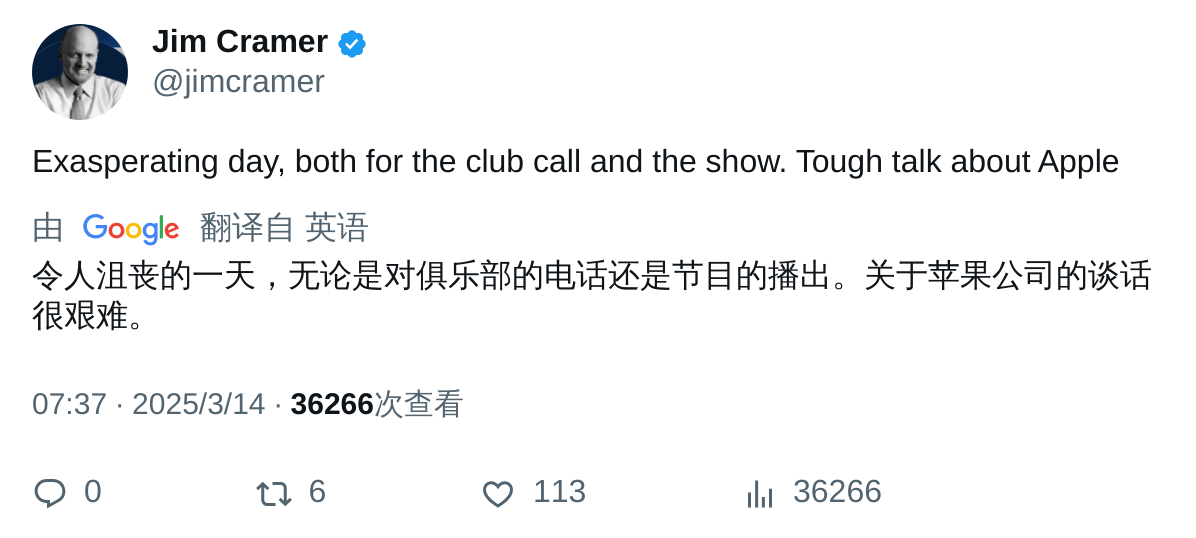 Jim Cramer
@jimcramer
Exasperating day, both for the club call and the show. Tough talk about Apple
由 Google 翻译自 英语
令人沮丧的一天，无论是对俱乐部的电话还是节目的播出。关于苹果公司的谈话
很艰难。
07:37 · 2025/3/14 · 36266次查看
0 6 113 36266